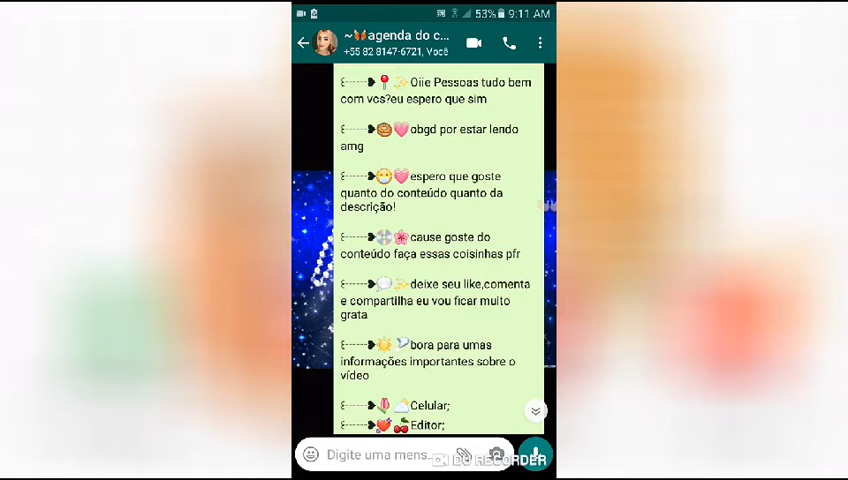 53% 9:11 AM
~🦋agenda do c...
+55 82 8147-6721, Você
꒰┈┈❥📍✨Oiie Pessoas tudo bem
com vcs?eu espero que sim
꒰┈┈❥🥯💗obgd por estar lendo
amg
꒰┈┈❥😷💗espero que goste
quanto do conteúdo quanto da
descrição!
꒰┈┈❥💿🌸cause goste do
conteúdo faça essas coisinhas pfr
꒰┈┈❥💭✨deixe seu like,comenta
e compartilha eu vou ficar muito
grata
꒰┈┈❥☀️🕊bora para umas
informações importantes sobre o
vídeo
꒰┈┈❥🌷⛅Celular;
꒰┈┈❥💘🍒Editor;
Digite uma mens...
DU RECORDER